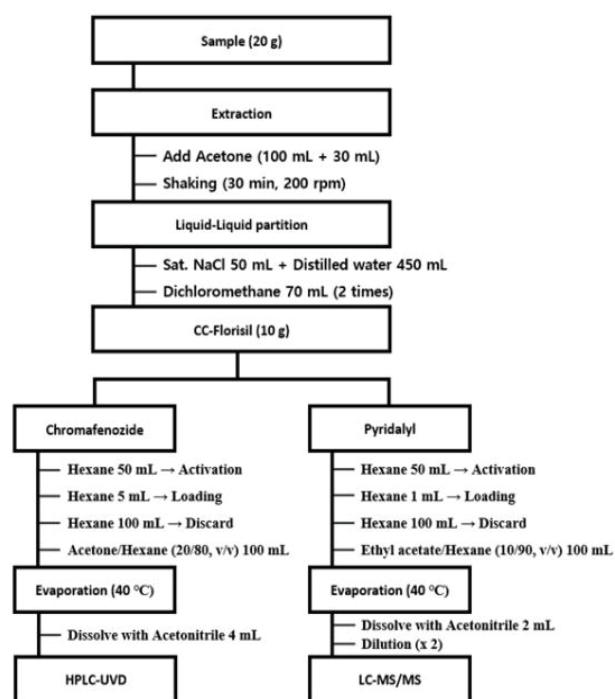 Sample (20 g)
Extraction
Add Acetone (100 mL + 30 mL)
Shaking (30 min, 200 rpm)
Liquid-Liquid partition
Sat. NaCl 50 mL + Distilled water 450 mL
Dichloromethane 70 mL (2 times)
CC-Florisil (10 g)
Chromafenozide
Hexane 50 mL → Activation
Hexane 5 mL → Loading
Hexane 100 mL → Discard
Acetone/Hexane (20/80, v/v) 100 mL
Evaporation (40 °C)
Dissolve with Acetonitrile 4 mL
HPLC-UVD
Pyridalyl
Hexane 50 mL → Activation
Hexane 1 mL → Loading
Hexane 100 mL → Discard
Ethyl acetate/Hexane (10/90, v/v) 100 mL
Evaporation (40 °C)
Dissolve with Acetonitrile 2 mL
Dilution (x 2)
LC-MS/MS